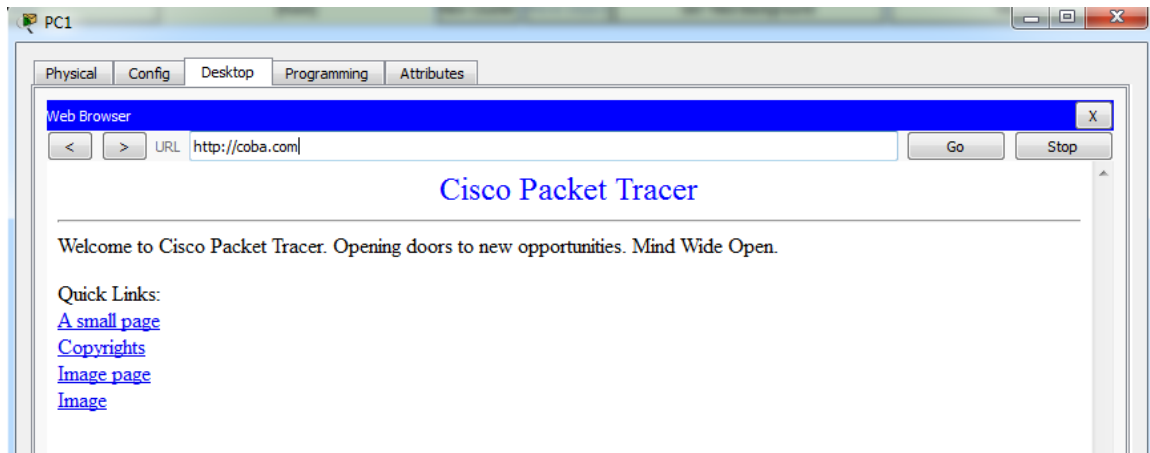 PC1
Physical Config Desktop Programming Attributes
Web Browser X
< > URL http://coba.com Go Stop
Cisco Packet Tracer
Welcome to Cisco Packet Tracer. Opening doors to new opportunities. Mind Wide Open.
Quick Links:
A small page
Copyrights
Image page
Image